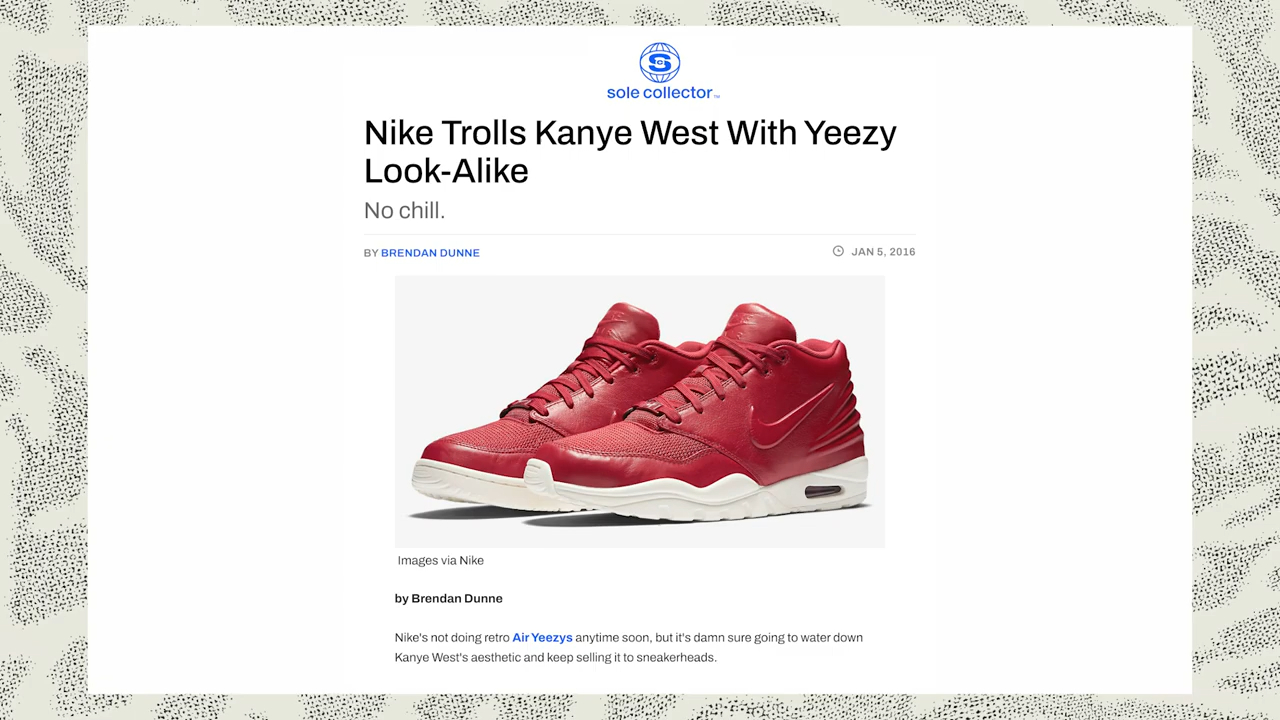 sole collector™
Nike Trolls Kanye West With Yeezy
Look-Alike
No chill.
BY BRENDAN DUNNE
JAN 5, 2016
Images via Nike
by Brendan Dunne
Nike's not doing retro Air Yeezys anytime soon, but it's damn sure going to water down
Kanye West's aesthetic and keep selling it to sneakerheads.